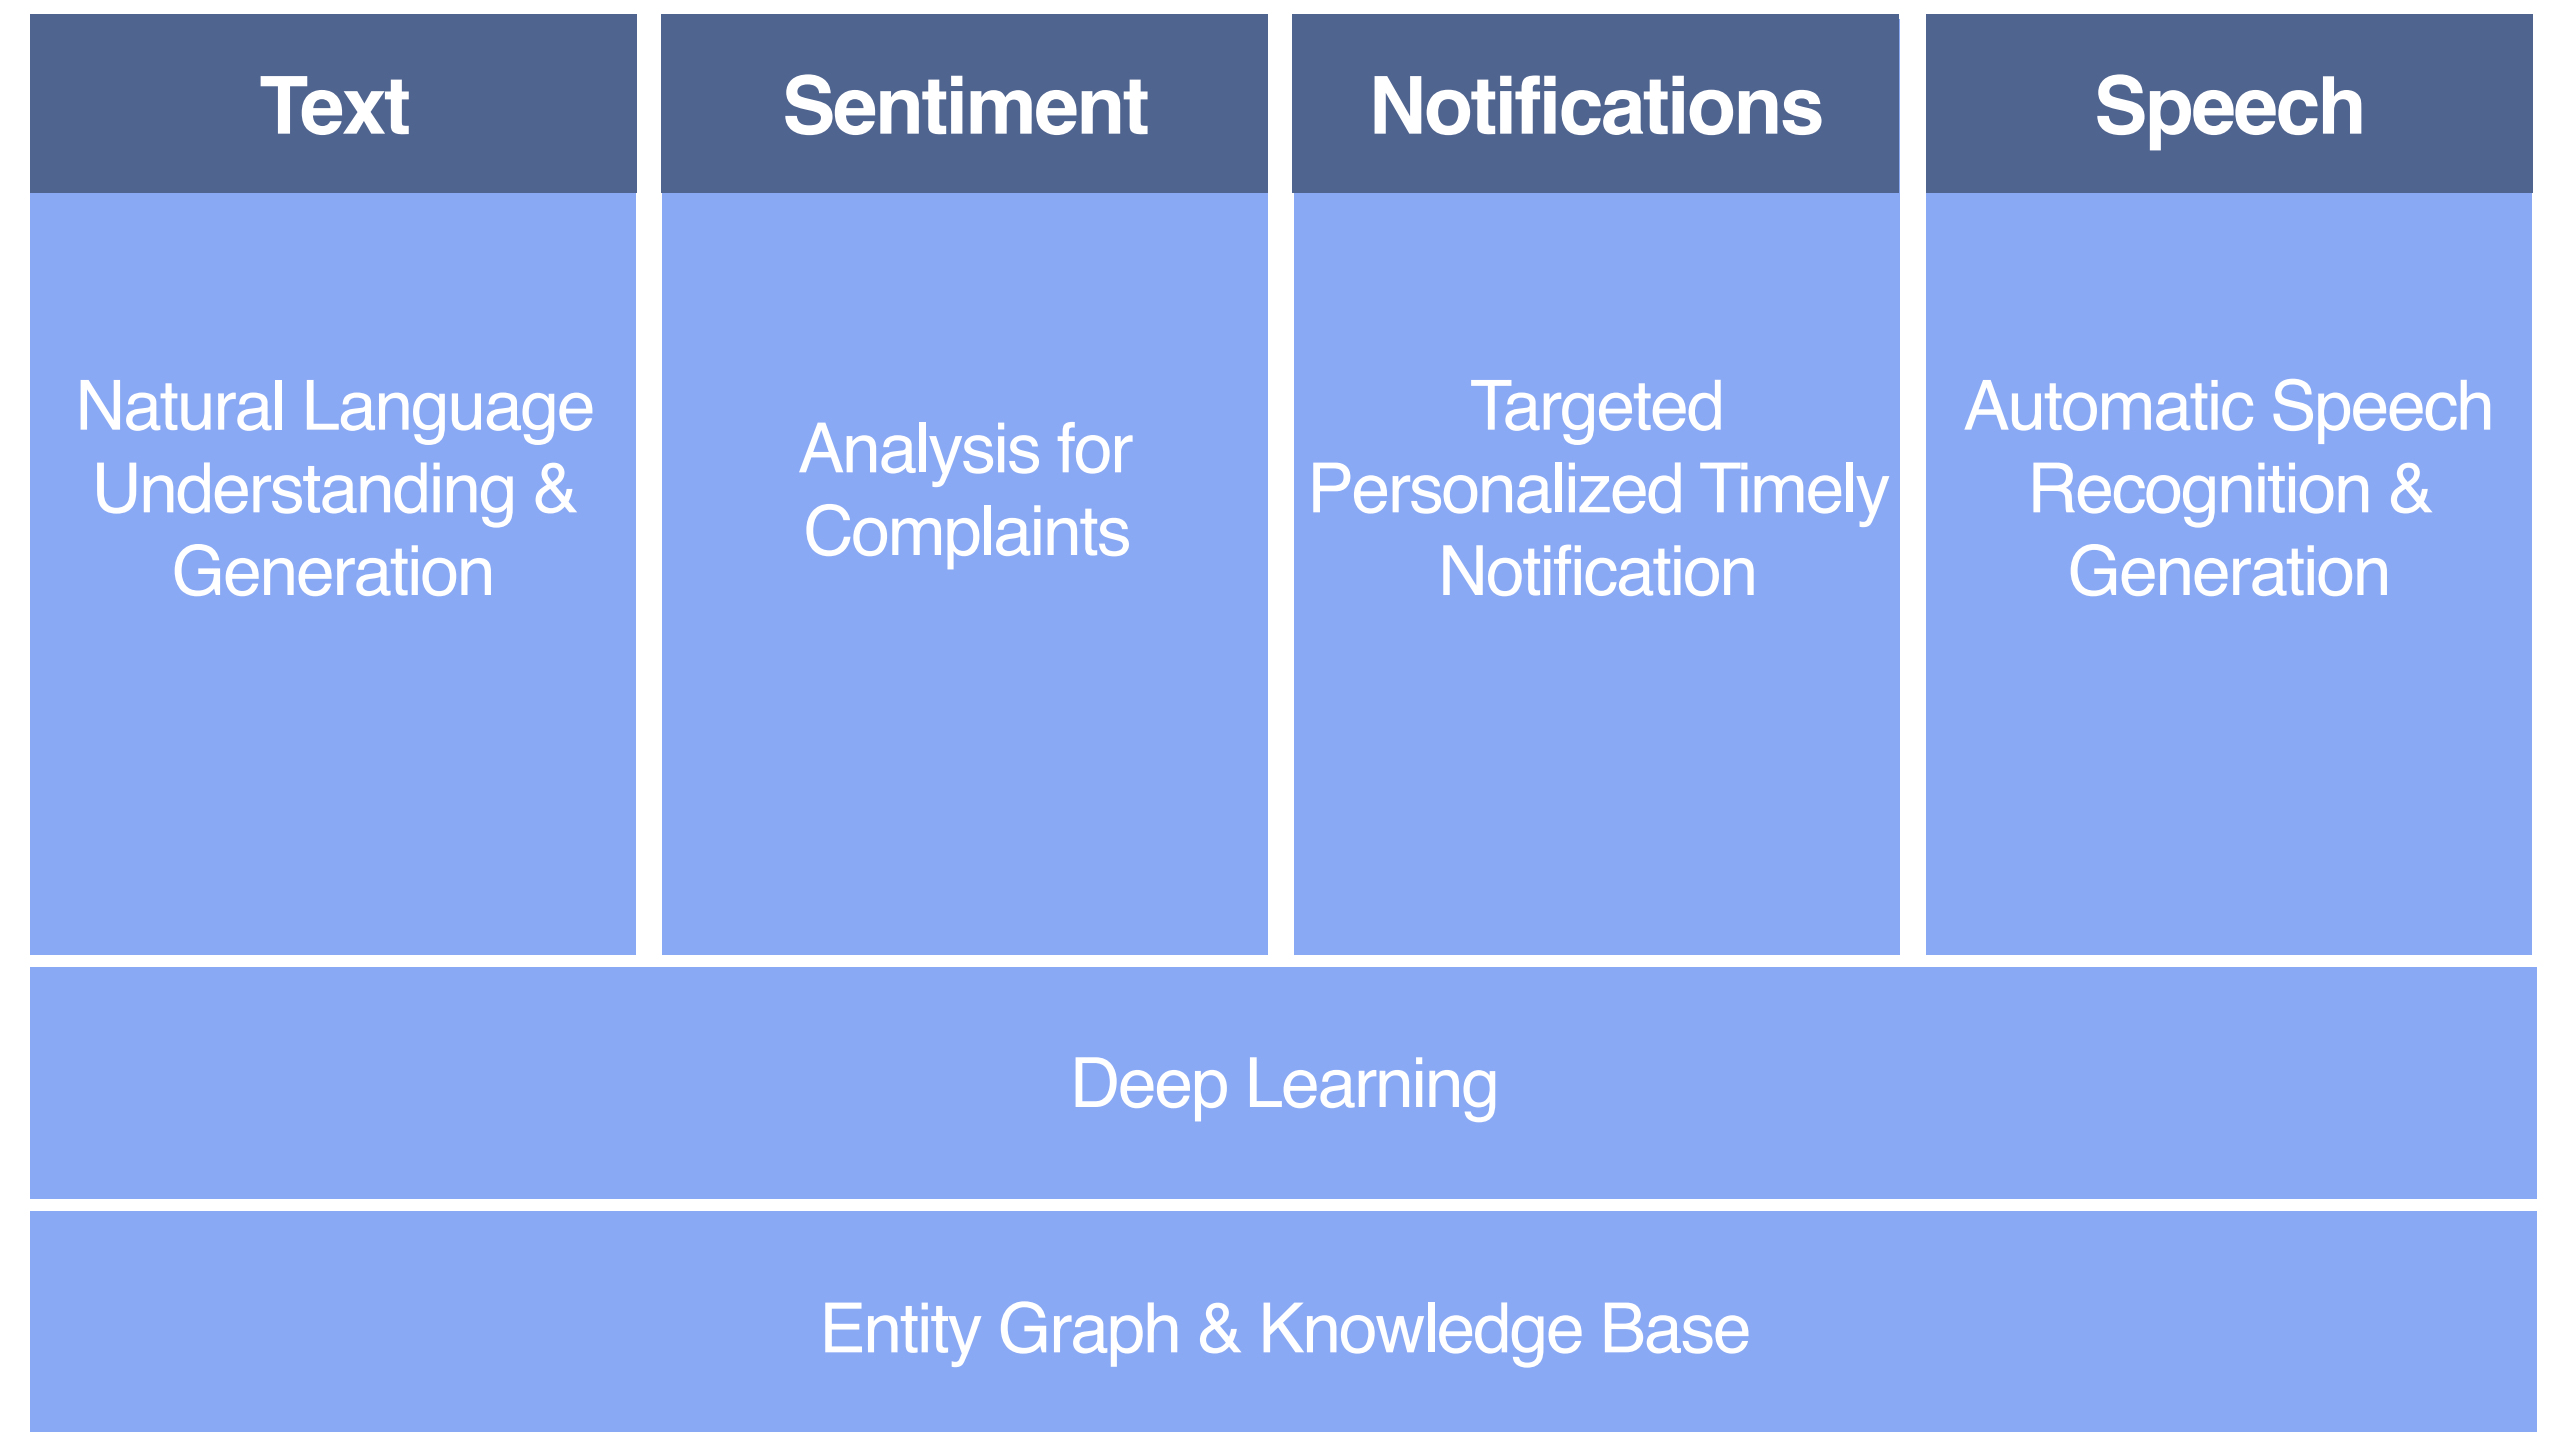 Text
Natural Language
Understanding &
Generation
Sentiment
Analysis for
Complaints
Notifications
Targeted
Personalized Timely
Notification
Speech
Automatic Speech
Recognition &
Generation
Deep Learning
Entity Graph & Knowledge Base